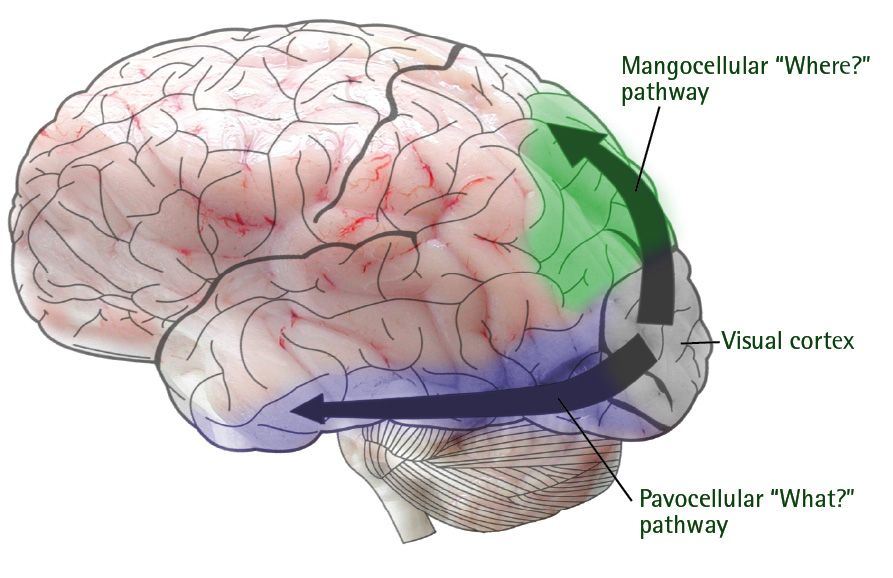 Mangocellular “Where?”
pathway
Visual cortex
Pavocellular “What?”
pathway